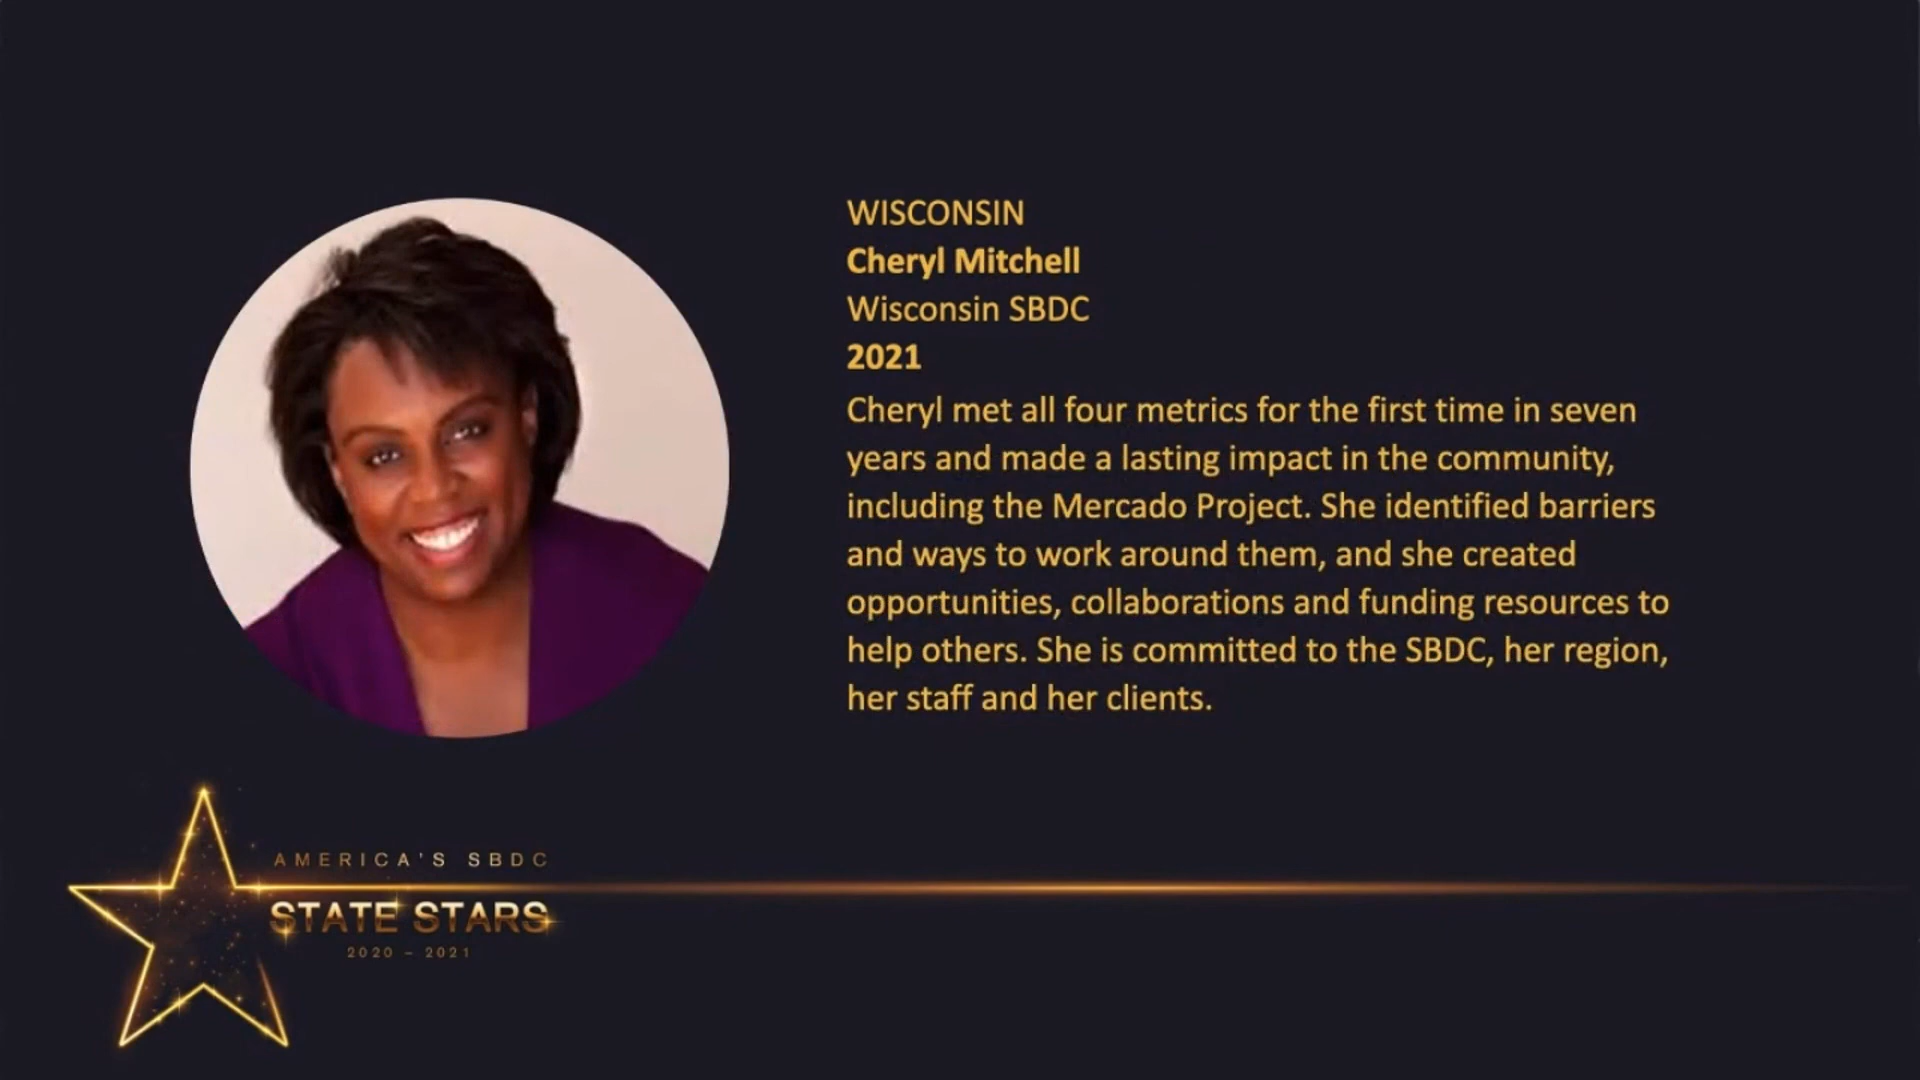 WISCONSIN
Cheryl Mitchell
Wisconsin SBDC
2021
Cheryl met all four metrics for the first time in seven
years and made a lasting impact in the community,
including the Mercado Project. She identified barriers
and ways to work around them, and she created
opportunities, collaborations and funding resources to
help others. She is committed to the SBDC, her region,
her staff and her clients.
AMERICA'S SBDC
STATE STARS
2020 – 2021